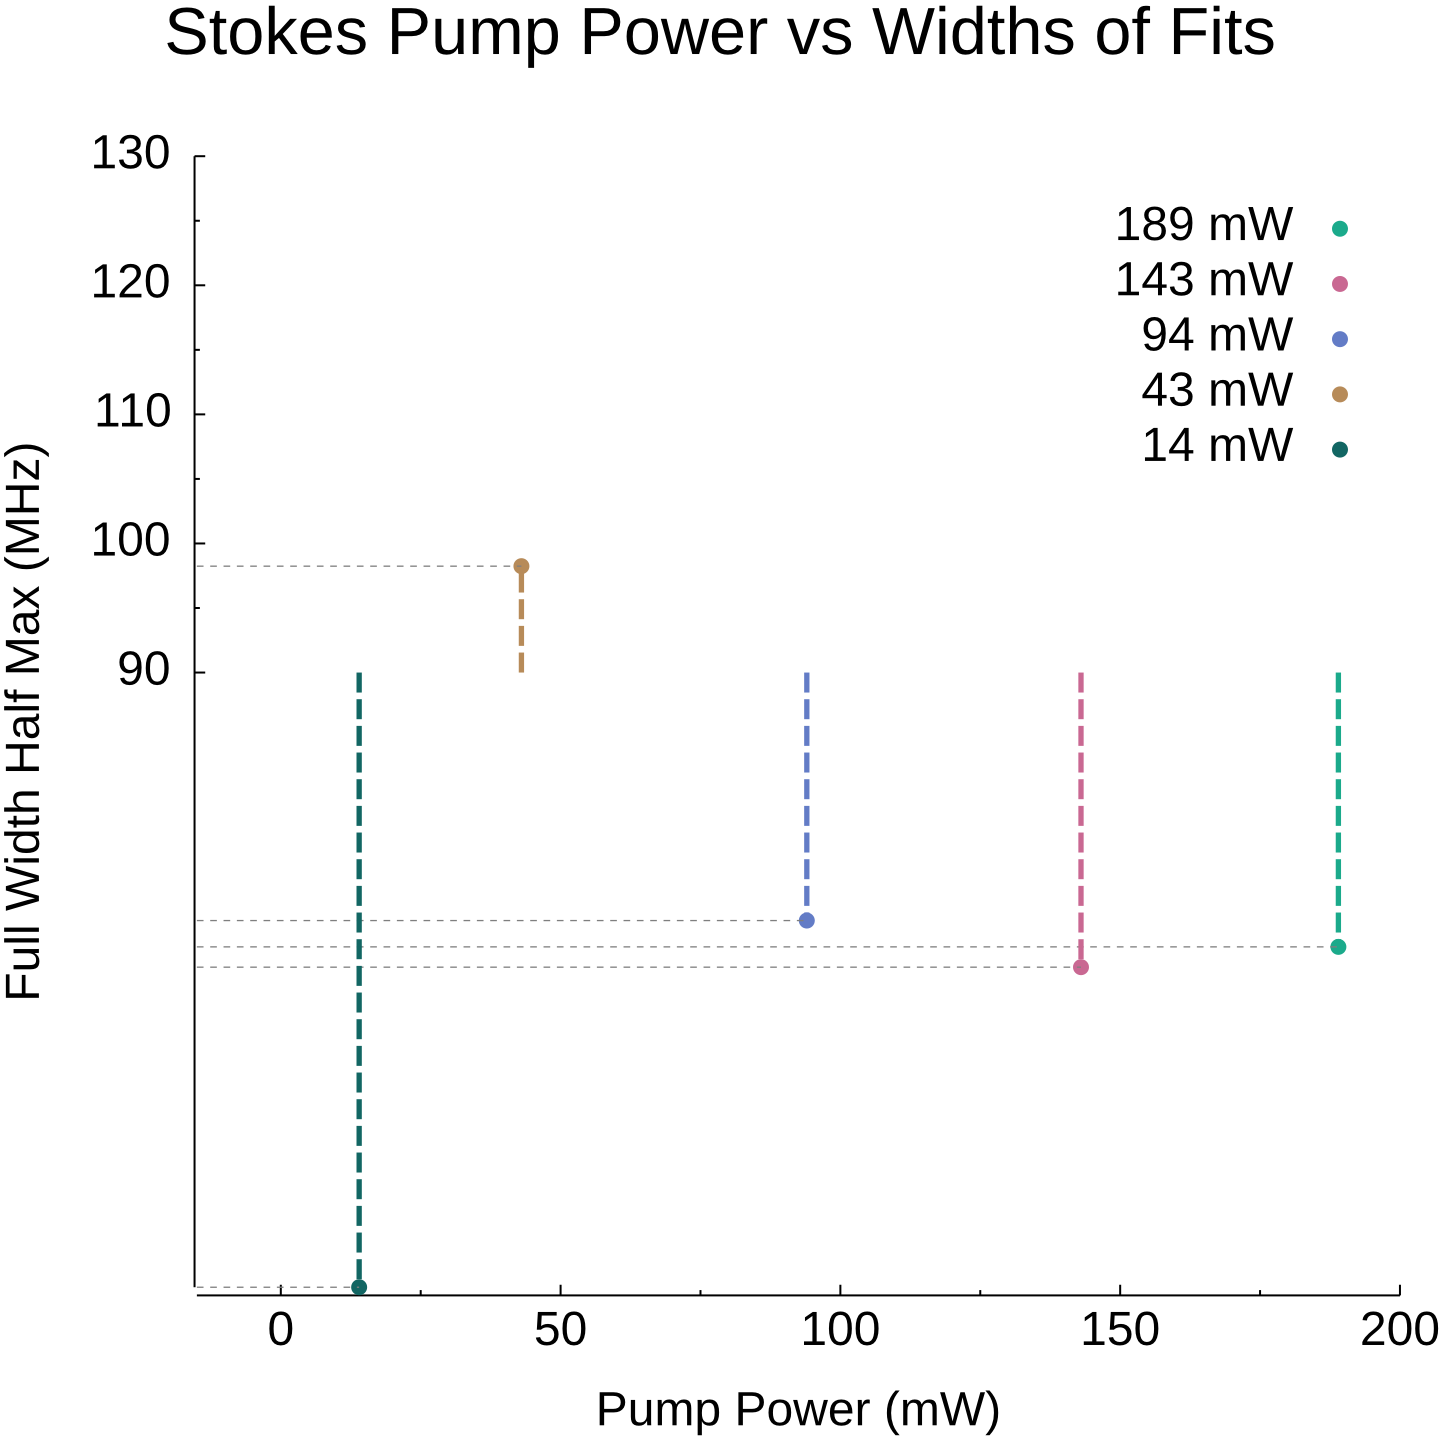 Stokes Pump Power vs Widths of Fits
130
120
110
100
90
Full Width Half Max (MHz)
189 mW
143 mW
94 mW
43 mW
14 mW
0
50
100
150
200
Pump Power (mW)